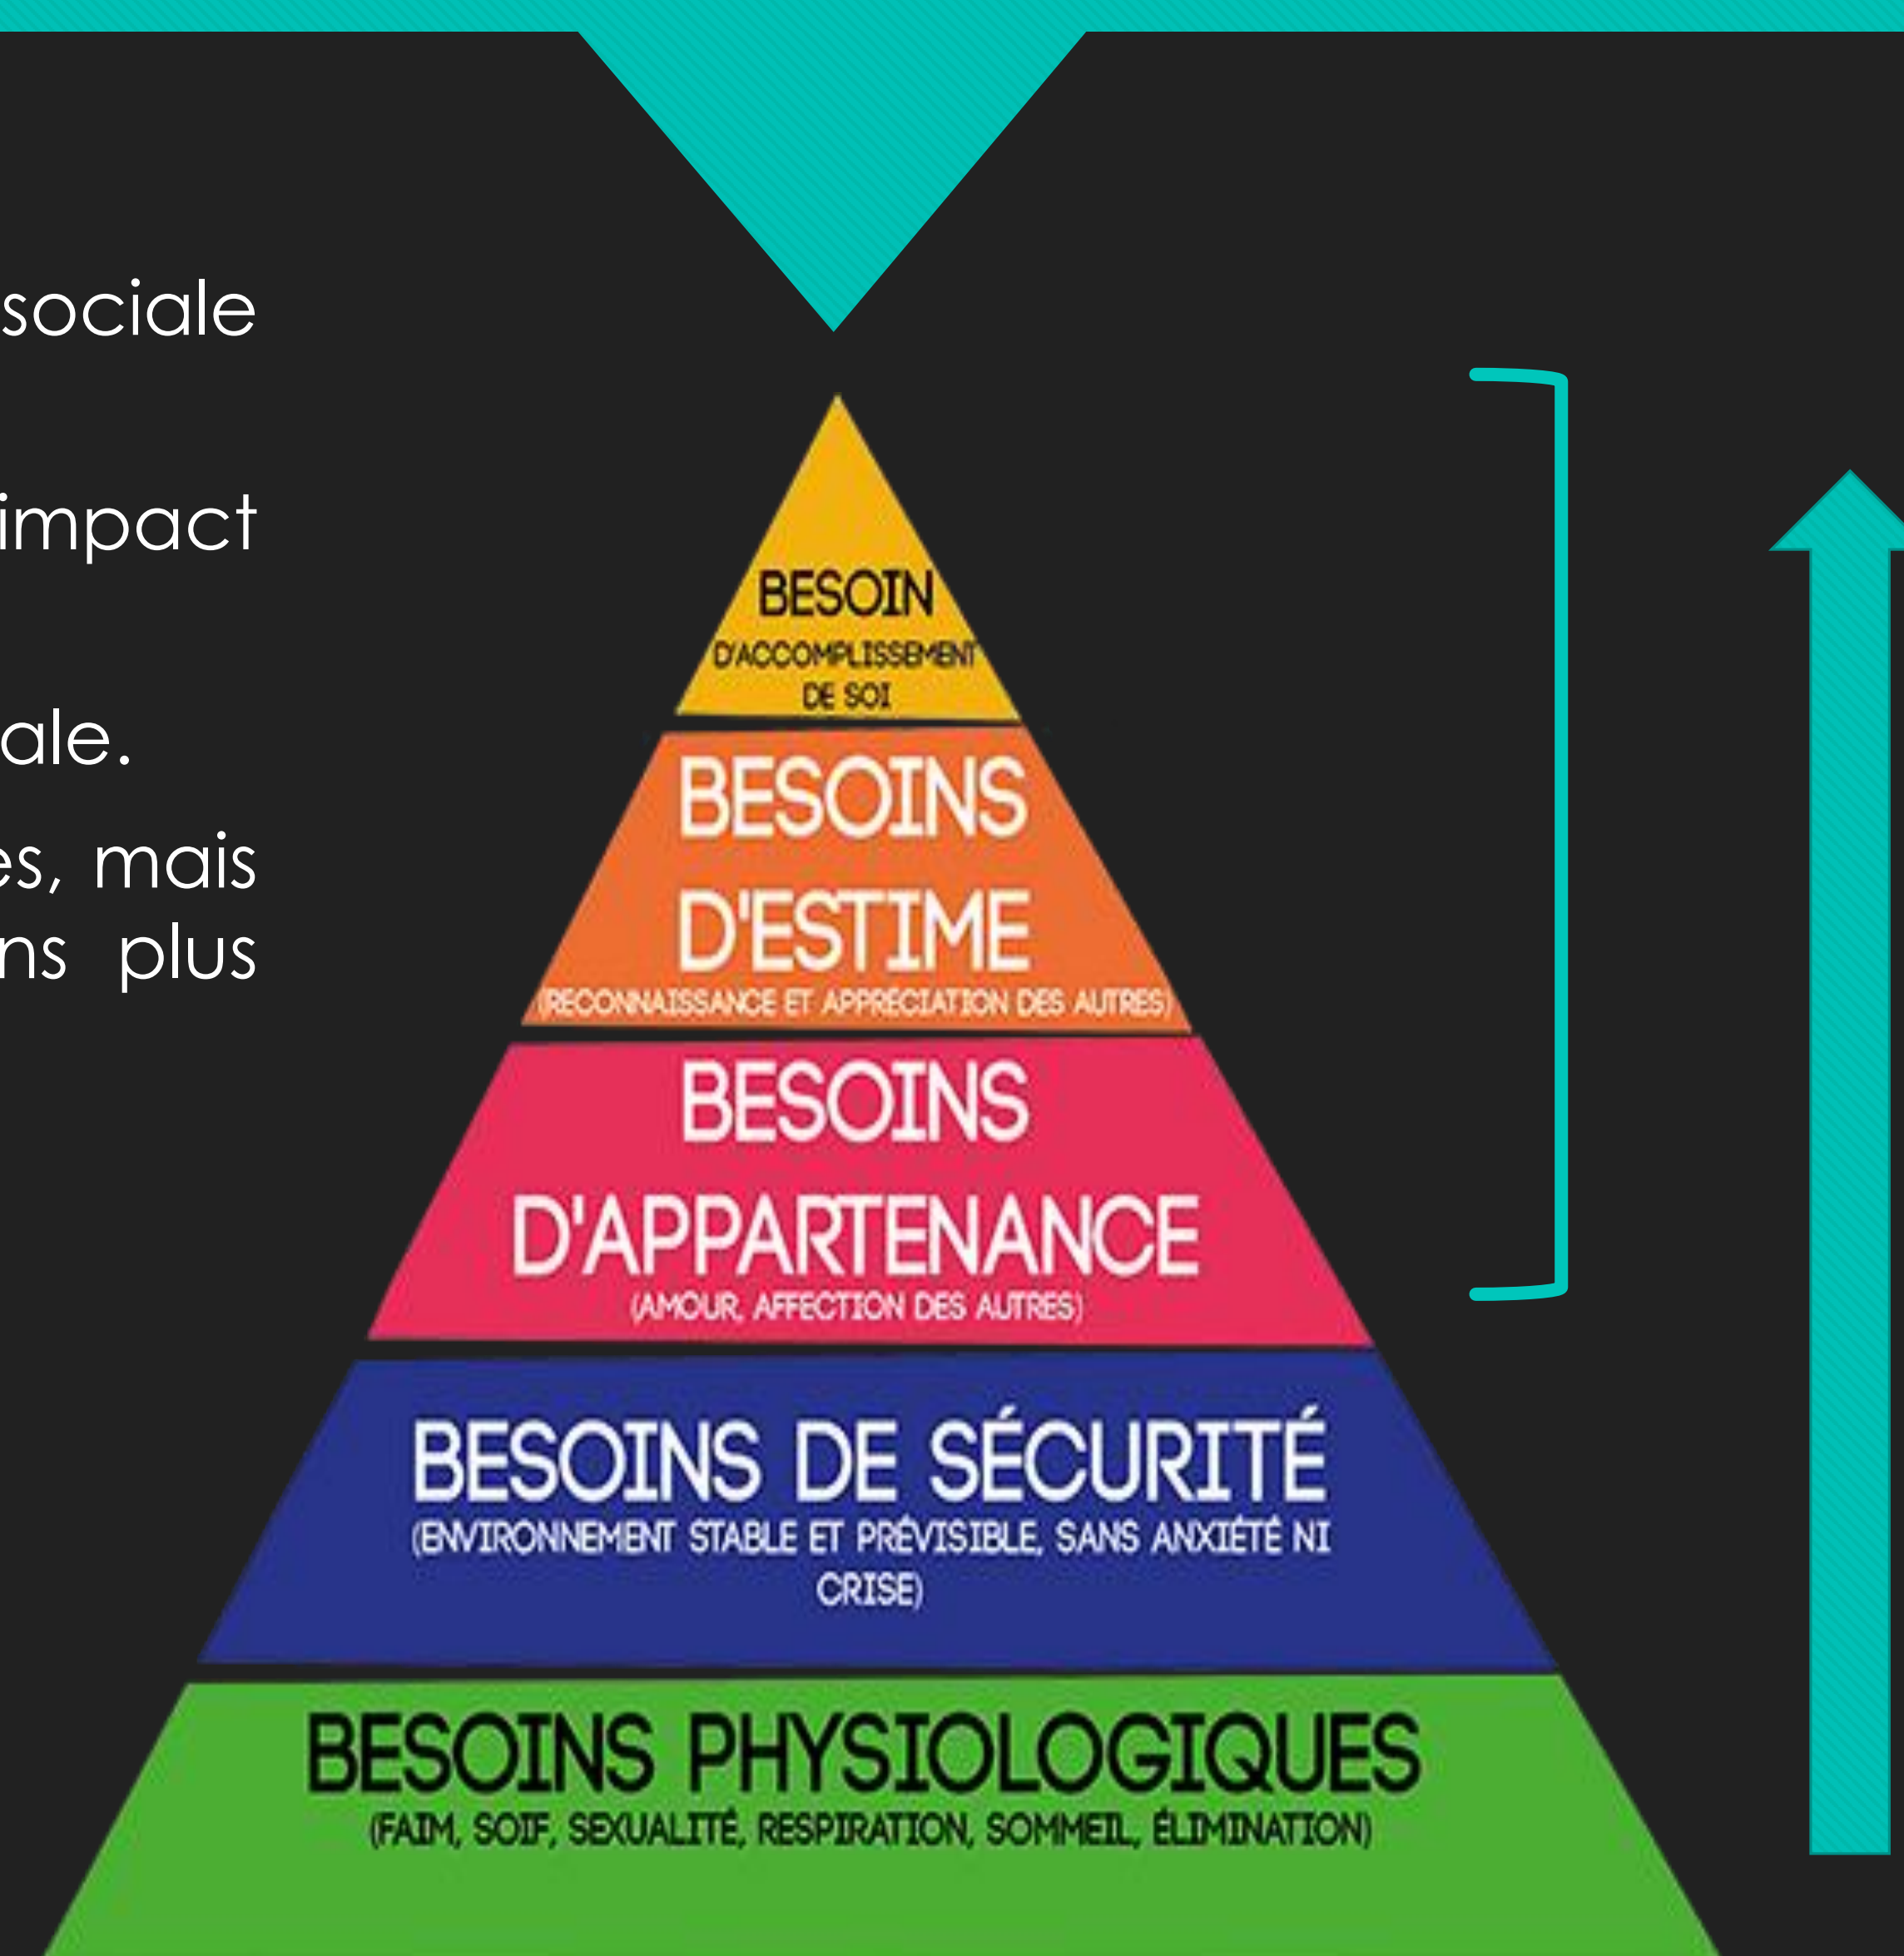 sociale
impact
ale.
es, mais
ns plus
BESOIN
D'ACCOMPLISSEMENT
DE SOI
BESOINS
D'ESTIME
(RECONNAISSANCE ET APPRÉCIATION DES AUTRES)
BESOINS
D'APPARTENANCE
(AMOUR, AFFECTION DES AUTRES)
BESOINS DE SÉCURITÉ
(ENVIRONNEMENT STABLE ET PRÉVISIBLE, SANS ANXIÉTÉ NI
CRISE)
BESOINS PHYSIOLOGIQUES
(FAIM, SOIF, SEXUALITÉ, RESPIRATION, SOMMEIL, ÉLIMINATION)